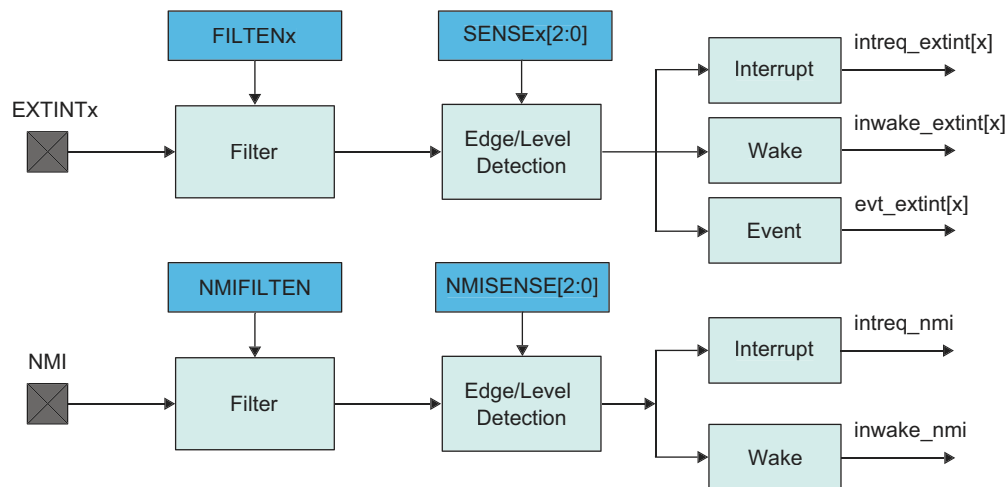 FILTENx
SENSEx[2:0]
intreq_extint[x]
EXTINTx
Filter
Edge/Level
Detection
Interrupt
inwake_extint[x]
Wake
evt_extint[x]
Event
NMIFILTEN
NMISENSE[2:0]
intreq_nmi
NMI
Filter
Edge/Level
Detection
Interrupt
inwake_nmi
Wake